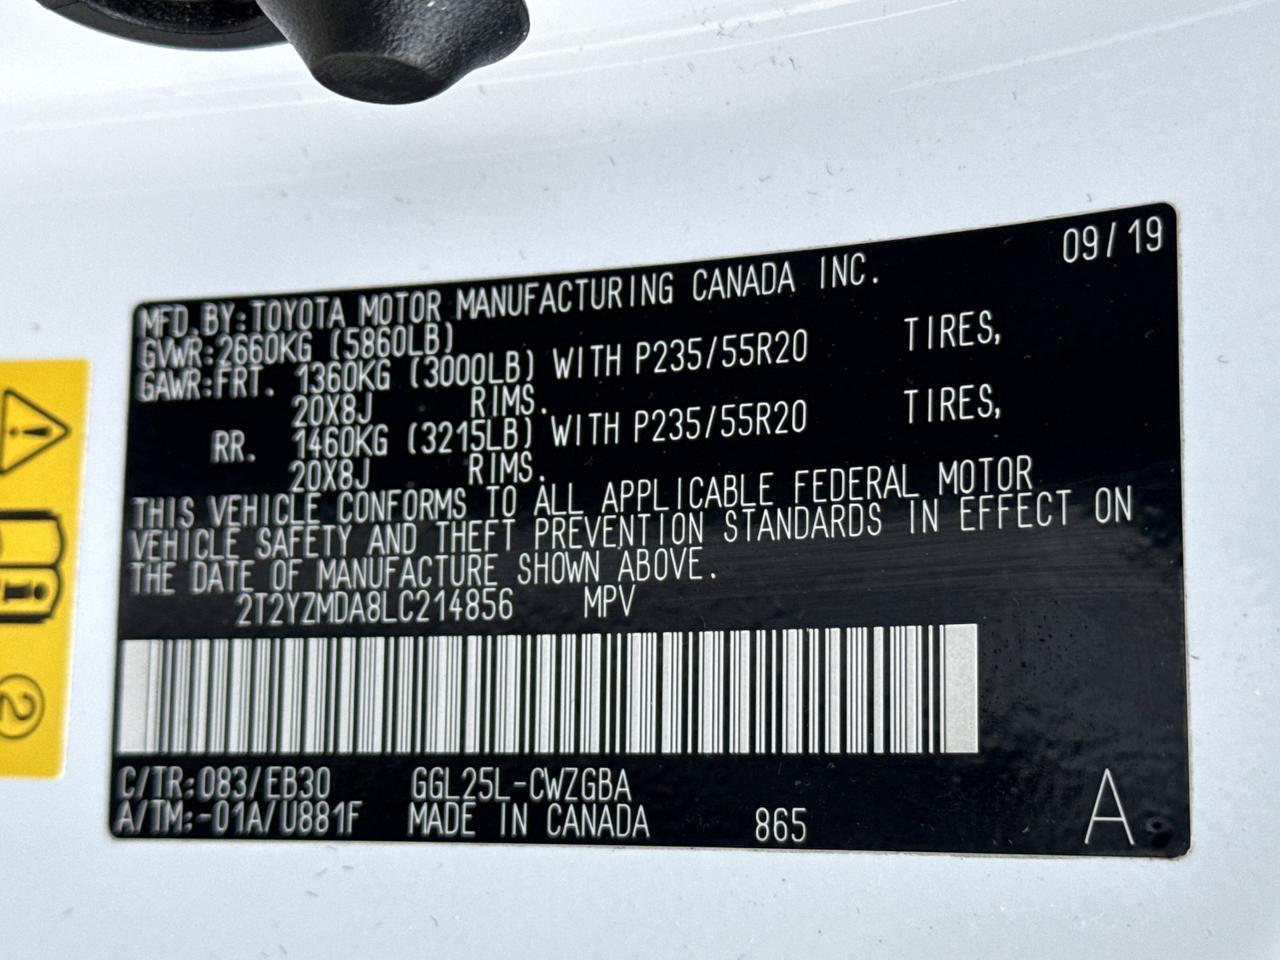 09/19
MFD.BY:TOYOTA MOTOR MANUFACTURING CANADA INC.
GVWR:2660KG (5860LB)
GAWR:FRT. 1360KG (3000LB) WITH P235/55R20 TIRES,
20X8J RIMS.
RR. 1460KG (3215LB) WITH P235/55R20 TIRES,
20X8J RIMS.
THIS VEHICLE CONFORMS TO ALL APPLICABLE FEDERAL MOTOR
VEHICLE SAFETY AND THEFT PREVENTION STANDARDS IN EFFECT ON
THE DATE OF MANUFACTURE SHOWN ABOVE.
2T2YZMDA8LC214856 MPV
C/TR:083/EB30 GGL25L-CWZGBA
A/TM:-01A/U881F MADE IN CANADA 865 A
2